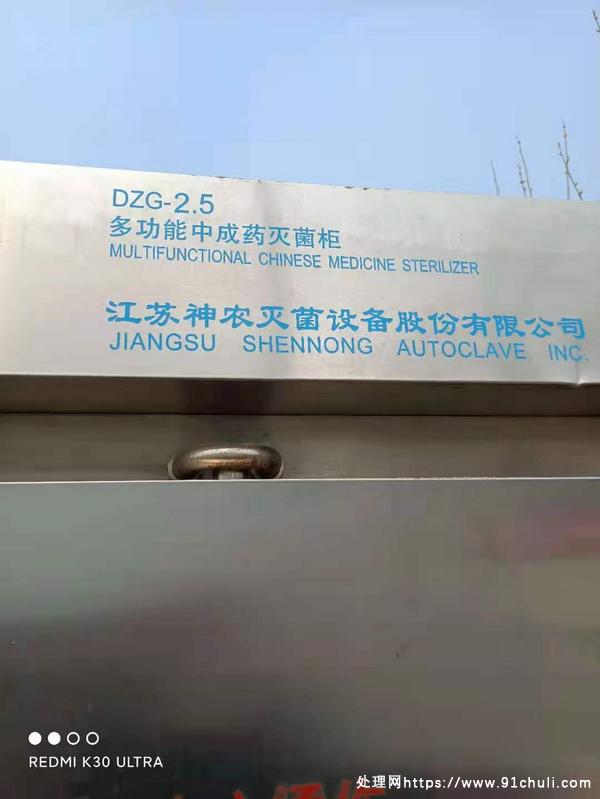 DZG-2.5
多功能中成药灭菌柜
MULTIFUNCTIONAL CHINESE MEDICINE STERILIZER
江苏神农灭菌设备股份有限公司
JIANGSU SHENNONG AUTOCLAVE INC.
REDMI K30 ULTRA
处理网https://www.91chuli.com/